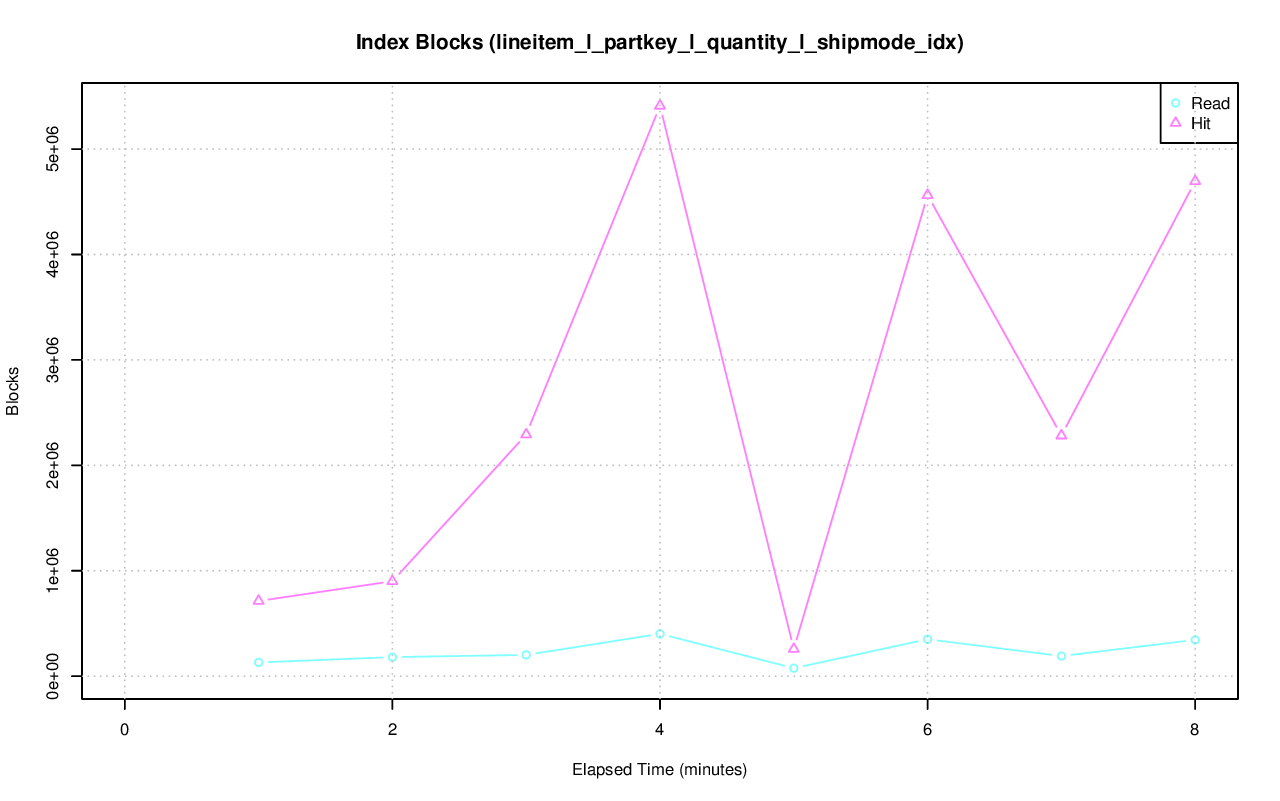 Index Blocks (lineitem_l_partkey_l_quantity_l_shipmode_idx)
Read
Hit
5e+06
4e+06
3e+06
2e+06
1e+06
0e+00
Blocks
0 2 4 6 8
Elapsed Time (minutes)